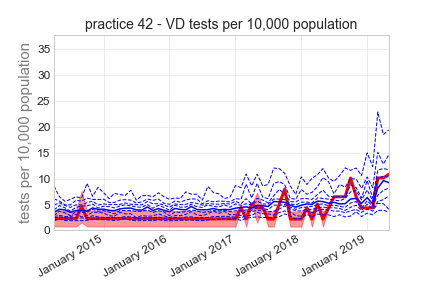 practice 42 - VD tests per 10,000 population
tests per 10,000 population
35
30
25
20
15
10
5
0
January 2015
January 2016
January 2017
January 2018
January 2019